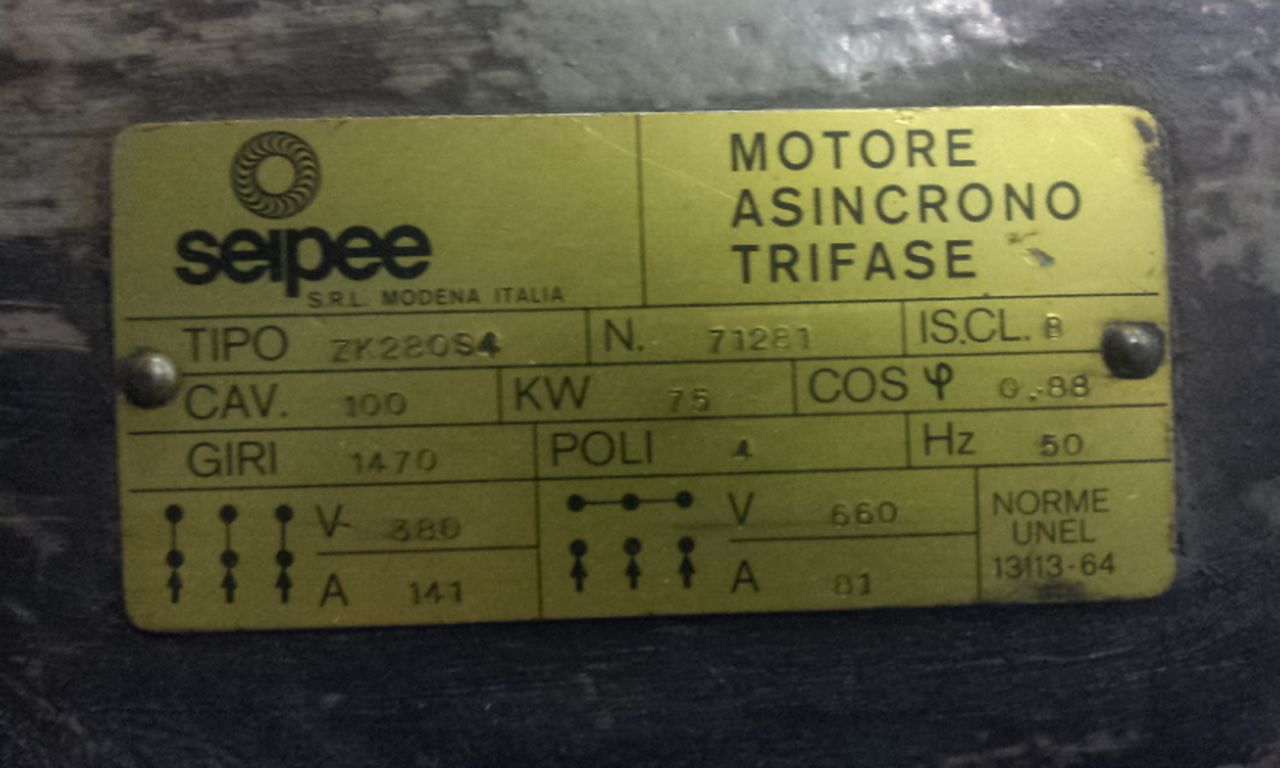 seipee
S.R.L. MODENA ITALIA
MOTORE
ASINCRONO
TRIFASE
TIPO ZK280S4 N. 71281 IS.CL. B
CAV. 100 KW 75 COS φ 0.88
GIRI 1470 POLI 4 Hz 50
V 380 V 660
A 141 A 81
NORME
UNEL
13113-64